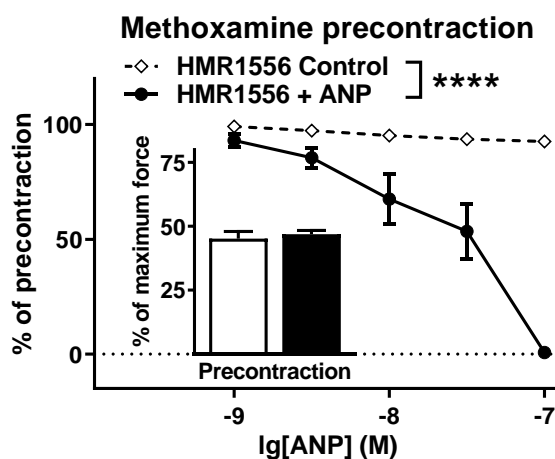 Methoxamine precontraction
HMR1556 Control
HMR1556 + ANP
****
% of precontraction
100
50
0
% of maximum force
75
50
25
Precontraction
-9
-8
-7
lg[ANP] (M)